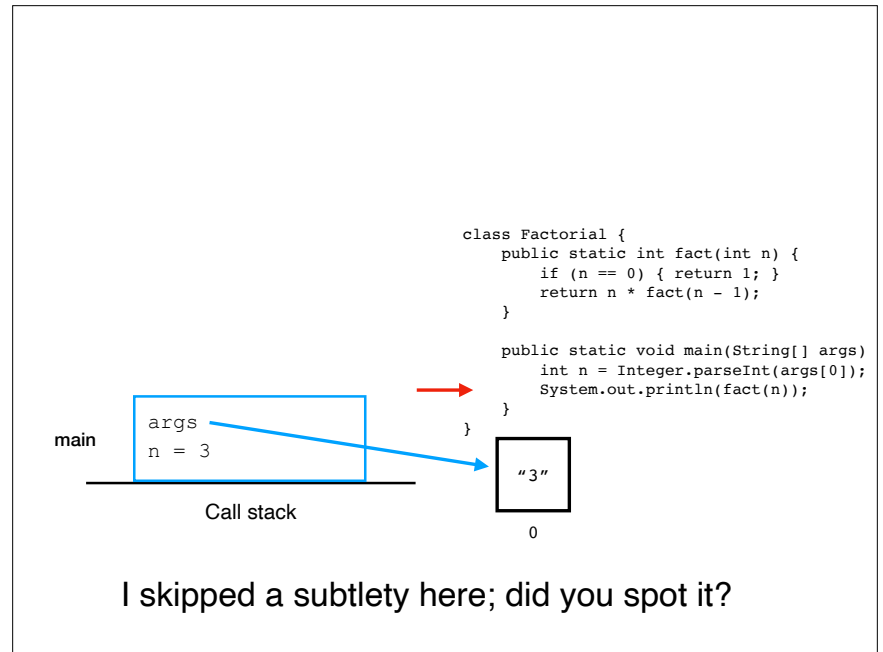 class Factorial {
    public static int fact(int n) {
        if (n == 0) { return 1; }
        return n * fact(n - 1);
    }

    public static void main(String[] args)
        int n = Integer.parseInt(args[0]);
        System.out.println(fact(n));
    }
}
main
args
n = 3
Call stack
“3”
0
I skipped a subtlety here; did you spot it?